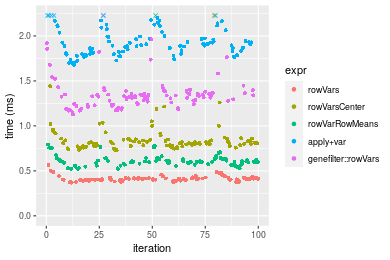 time (ms)
2.0
1.5
1.0
0.5
0.0
0
25
50
75
100
iteration
expr
rowVars
rowVarsCenter
rowVarRowMeans
apply+var
genefilter::rowVars